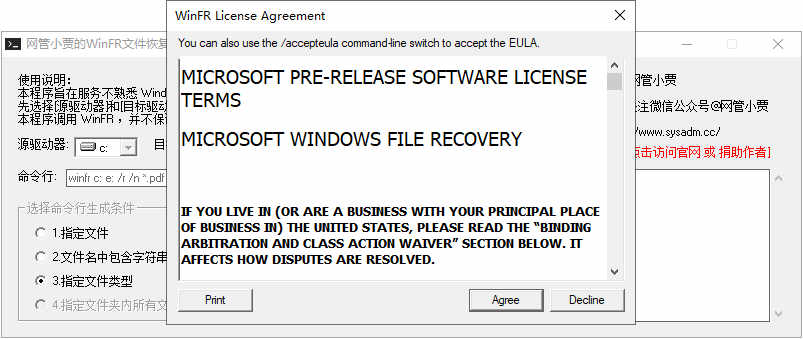 WinFR License Agreement
You can also use the /accepteula command-line switch to accept the EULA.
MICROSOFT PRE-RELEASE SOFTWARE LICENSE
TERMS
MICROSOFT WINDOWS FILE RECOVERY
IF YOU LIVE IN (OR ARE A BUSINESS WITH YOUR PRINCIPAL PLACE
OF BUSINESS IN) THE UNITED STATES, PLEASE READ THE “BINDING
ARBITRATION AND CLASS ACTION WAIVER” SECTION BELOW. IT
AFFECTS HOW DISPUTES ARE RESOLVED.
Print
Agree
Decline
网管小贾的WinFR文件恢复
使用说明:
本程序旨在服务不熟悉 Wind
先选择[源驱动器]和[目标驱动
本程序调用 WinFR ，并不保证
源驱动器:
c:
目
命令行:
winfr c: e: /r /n *.pdf
选择命令行生成条件
1.指定文件
2.文件名中包含字符串
3.指定文件类型
4.指定文件夹内所有文
网管小贾
注微信公众号@网管小贾
/www.sysadm.cc/
点击访问官网 或 捐助作者]